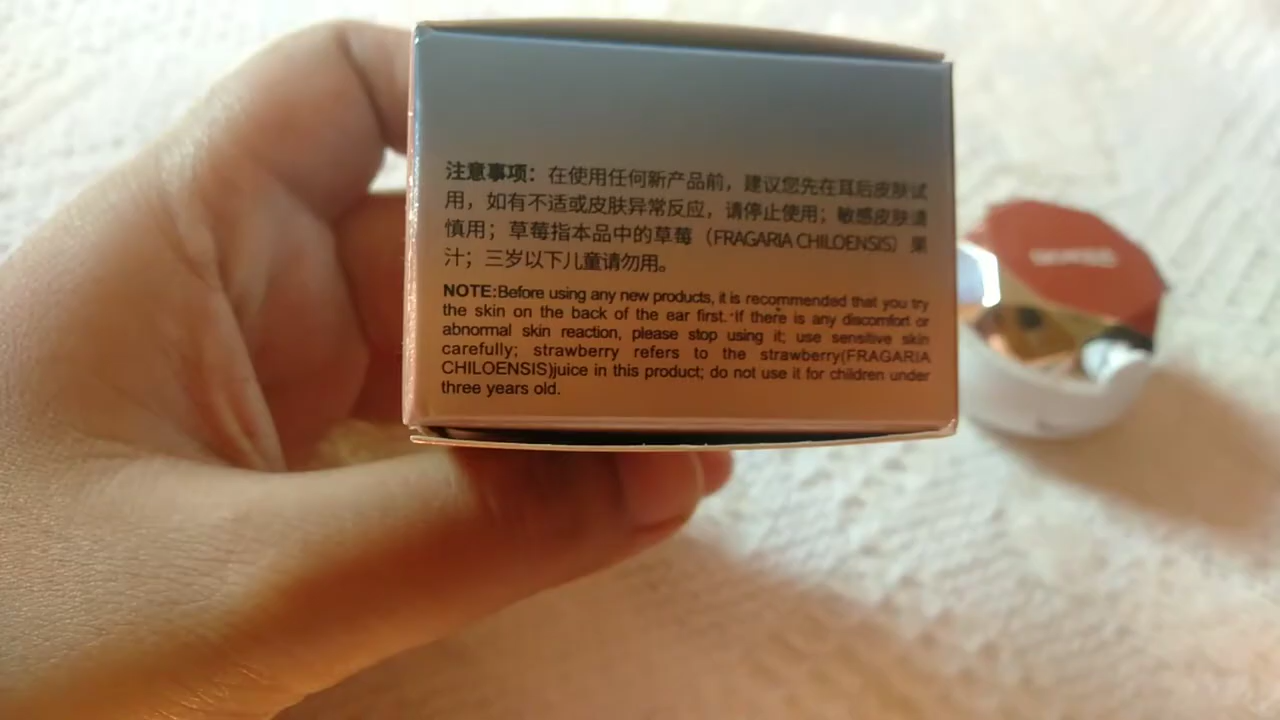 注意事项：在使用任何新产品前，建议您先在耳后皮肤试
用，如有不适或皮肤异常反应，请停止使用；敏感皮肤请
慎用；草莓指本品中的草莓（FRAGARIA CHILOENSIS）果
汁；三岁以下儿童请勿用。
NOTE:Before using any new products, it is recommended that you try
the skin on the back of the ear first. If there is any discomfort or
abnormal skin reaction, please stop using it; use sensitive skin
carefully; strawberry refers to the strawberry(FRAGARIA
CHILOENSIS)juice in this product; do not use it for children under
three years old.